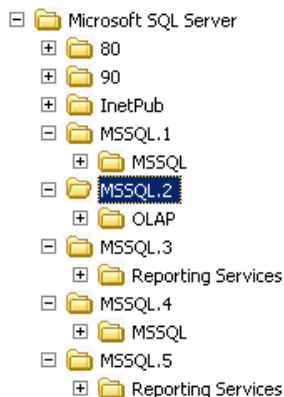 Microsoft SQL Server
80
90
InetPub
MSSQL.1
MSSQL
MSSQL.2
OLAP
MSSQL.3
Reporting Services
MSSQL.4
MSSQL
MSSQL.5
Reporting Services